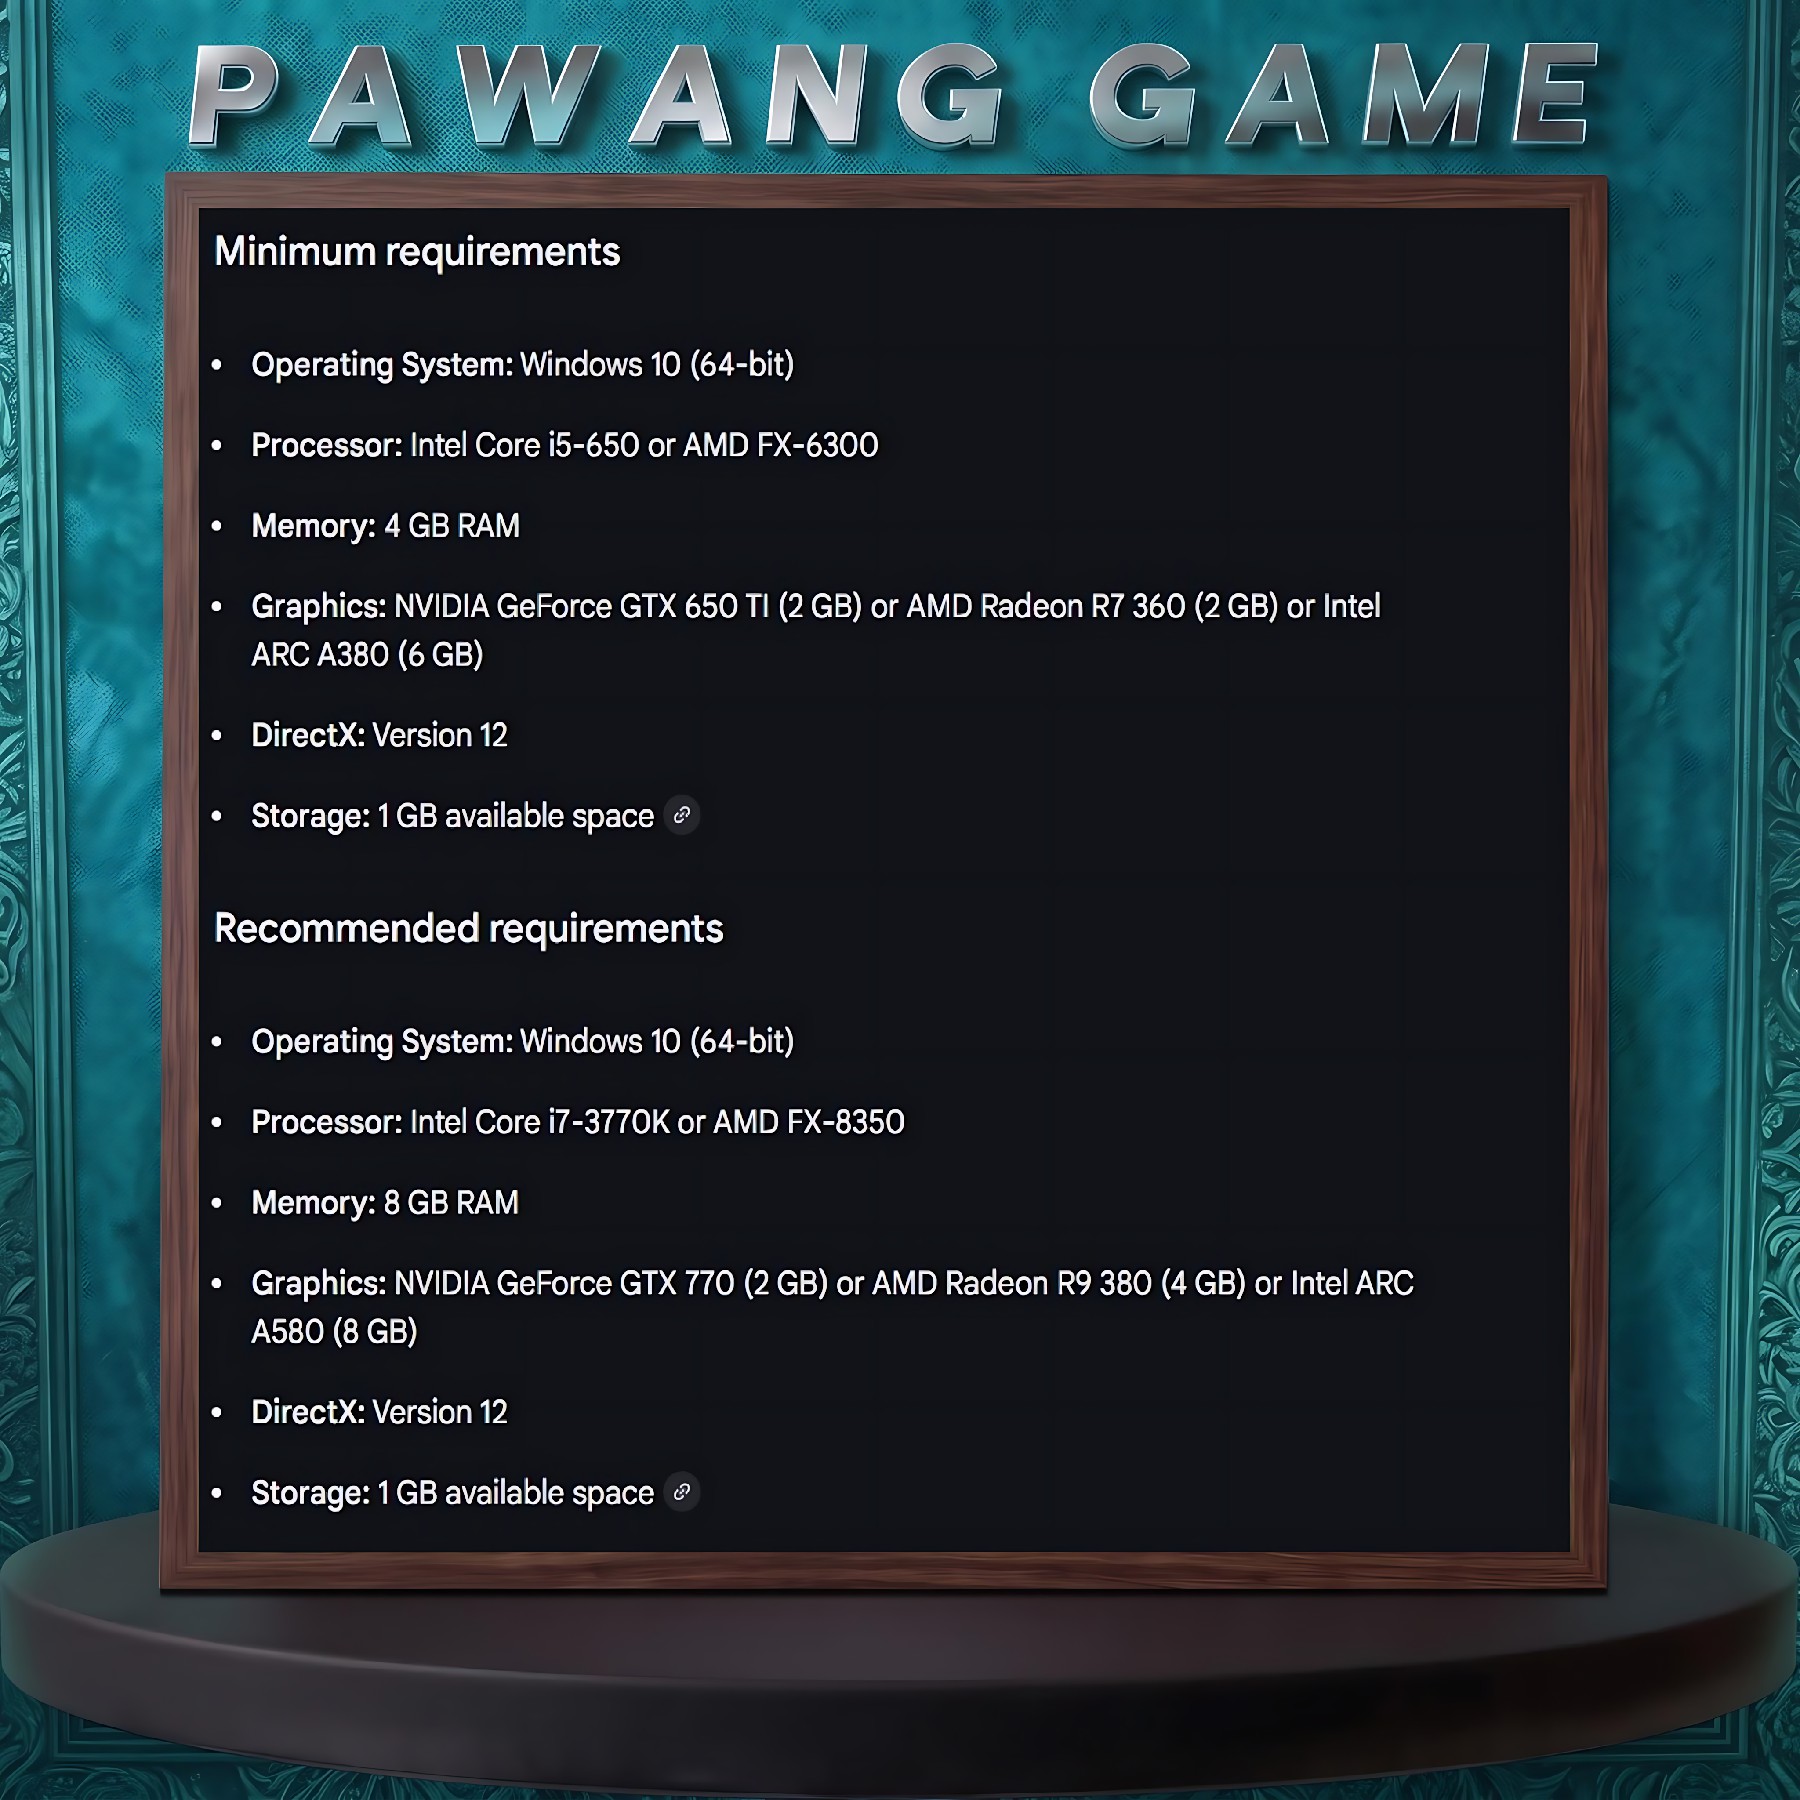 PAWANG GAME
Minimum requirements
• Operating System: Windows 10 (64-bit)
• Processor: Intel Core i5-650 or AMD FX-6300
• Memory: 4 GB RAM
• Graphics: NVIDIA GeForce GTX 650 TI (2 GB) or AMD Radeon R7 360 (2 GB) or Intel
ARC A380 (6 GB)
• DirectX: Version 12
• Storage: 1 GB available space
Recommended requirements
• Operating System: Windows 10 (64-bit)
• Processor: Intel Core i7-3770K or AMD FX-8350
• Memory: 8 GB RAM
• Graphics: NVIDIA GeForce GTX 770 (2 GB) or AMD Radeon R9 380 (4 GB) or Intel ARC
A580 (8 GB)
• DirectX: Version 12
• Storage: 1 GB available space